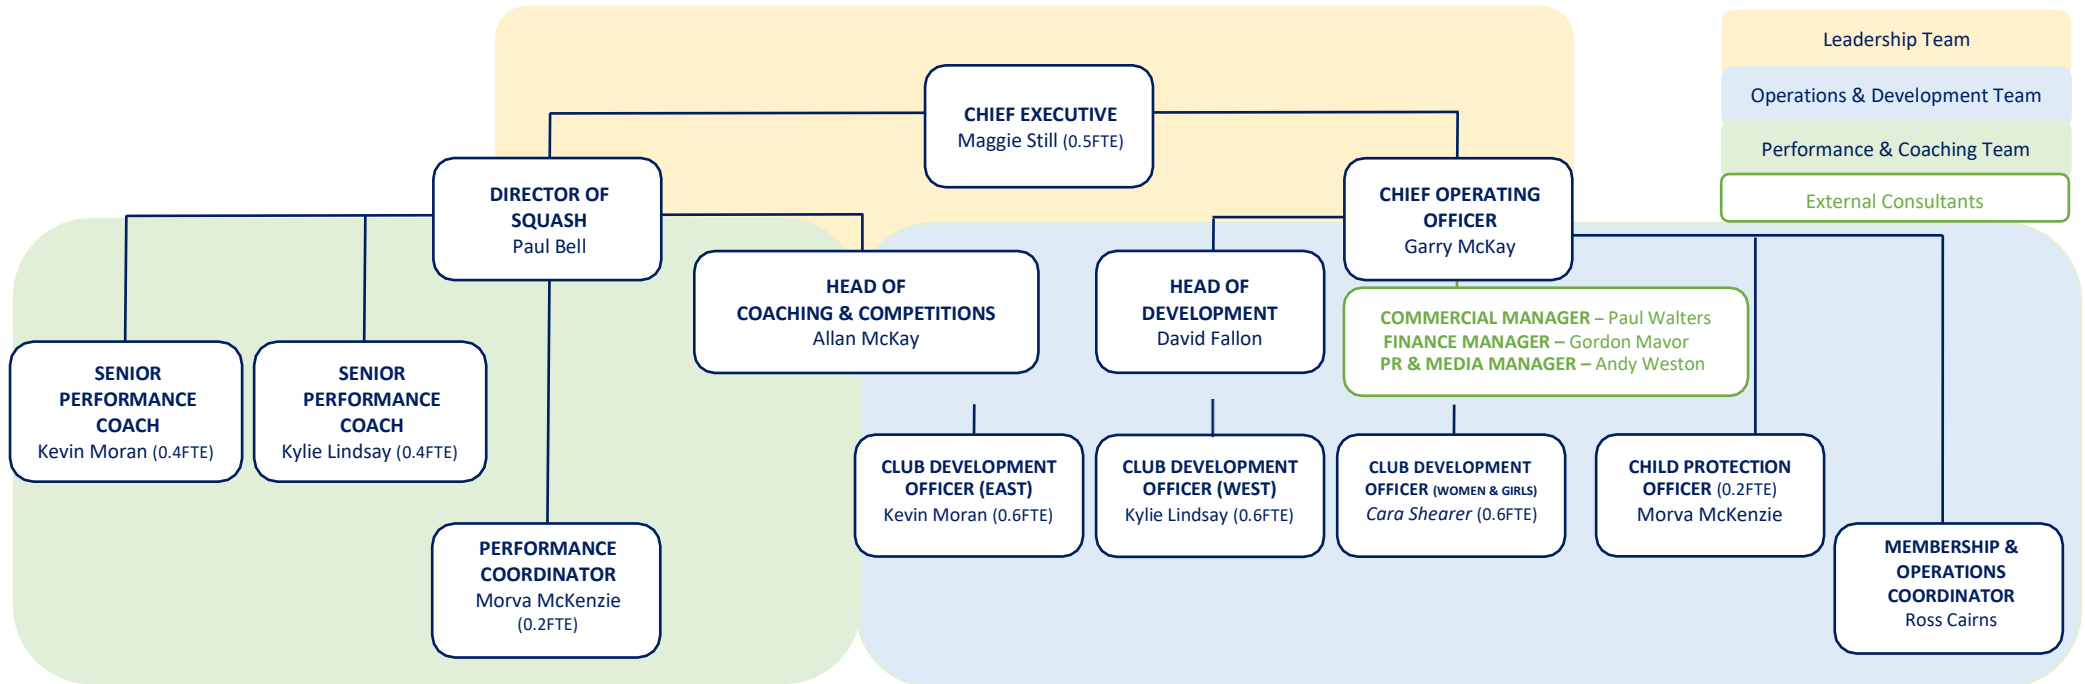 Leadership Team
Operations & Development Team
Performance & Coaching Team
External Consultants
CHIEF EXECUTIVE
Maggie Still (0.5FTE)
DIRECTOR OF
SQUASH
Paul Bell
CHIEF OPERATING
OFFICER
Garry McKay
HEAD OF
COACHING & COMPETITIONS
Allan McKay
HEAD OF
DEVELOPMENT
David Fallon
COMMERCIAL MANAGER – Paul Walters
FINANCE MANAGER – Gordon Mavor
PR & MEDIA MANAGER – Andy Weston
SENIOR
PERFORMANCE
COACH
Kevin Moran (0.4FTE)
SENIOR
PERFORMANCE
COACH
Kylie Lindsay (0.4FTE)
CLUB DEVELOPMENT
OFFICER (EAST)
Kevin Moran (0.6FTE)
CLUB DEVELOPMENT
OFFICER (WEST)
Kylie Lindsay (0.6FTE)
CLUB DEVELOPMENT
OFFICER (WOMEN & GIRLS)
Cara Shearer (0.6FTE)
CHILD PROTECTION
OFFICER (0.2FTE)
Morva McKenzie
PERFORMANCE
COORDINATOR
Morva McKenzie
(0.2FTE)
MEMBERSHIP &
OPERATIONS
COORDINATOR
Ross Cairns